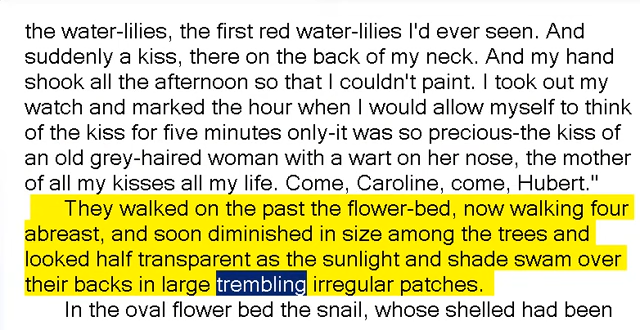 the water-lilies, the first red water-lilies I'd ever seen. And
suddenly a kiss, there on the back of my neck. And my hand
shook all the afternoon so that I couldn't paint. I took out my
watch and marked the hour when I would allow myself to think
of the kiss for five minutes only-it was so precious-the kiss of
an old grey-haired woman with a wart on her nose, the mother
of all my kisses all my life. Come, Caroline, come, Hubert."
They walked on the past the flower-bed, now walking four
abreast, and soon diminished in size among the trees and
looked half transparent as the sunlight and shade swam over
their backs in large trembling irregular patches.
In the oval flower bed the snail, whose shelled had been